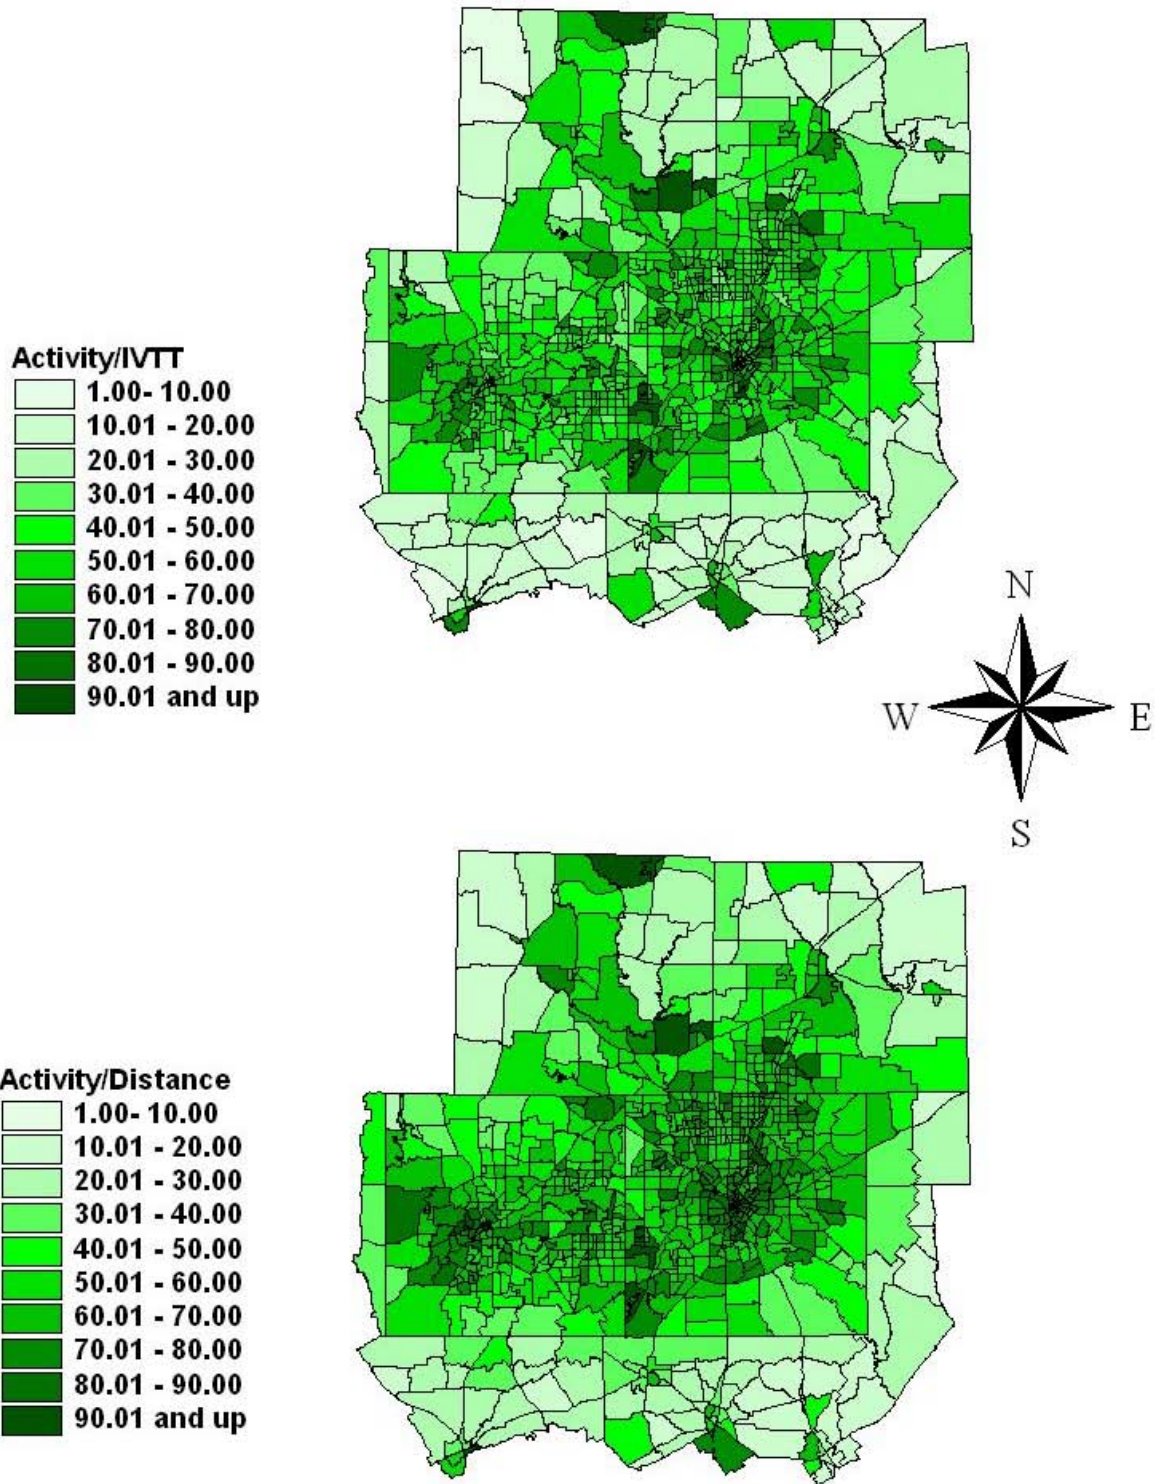 Activity/IVTT
1.00- 10.00
10.01 - 20.00
20.01 - 30.00
30.01 - 40.00
40.01 - 50.00
50.01 - 60.00
60.01 - 70.00
70.01 - 80.00
80.01 - 90.00
90.01 and up
N
W E
S
Activity/Distance
1.00- 10.00
10.01 - 20.00
20.01 - 30.00
30.01 - 40.00
40.01 - 50.00
50.01 - 60.00
60.01 - 70.00
70.01 - 80.00
80.01 - 90.00
90.01 and up